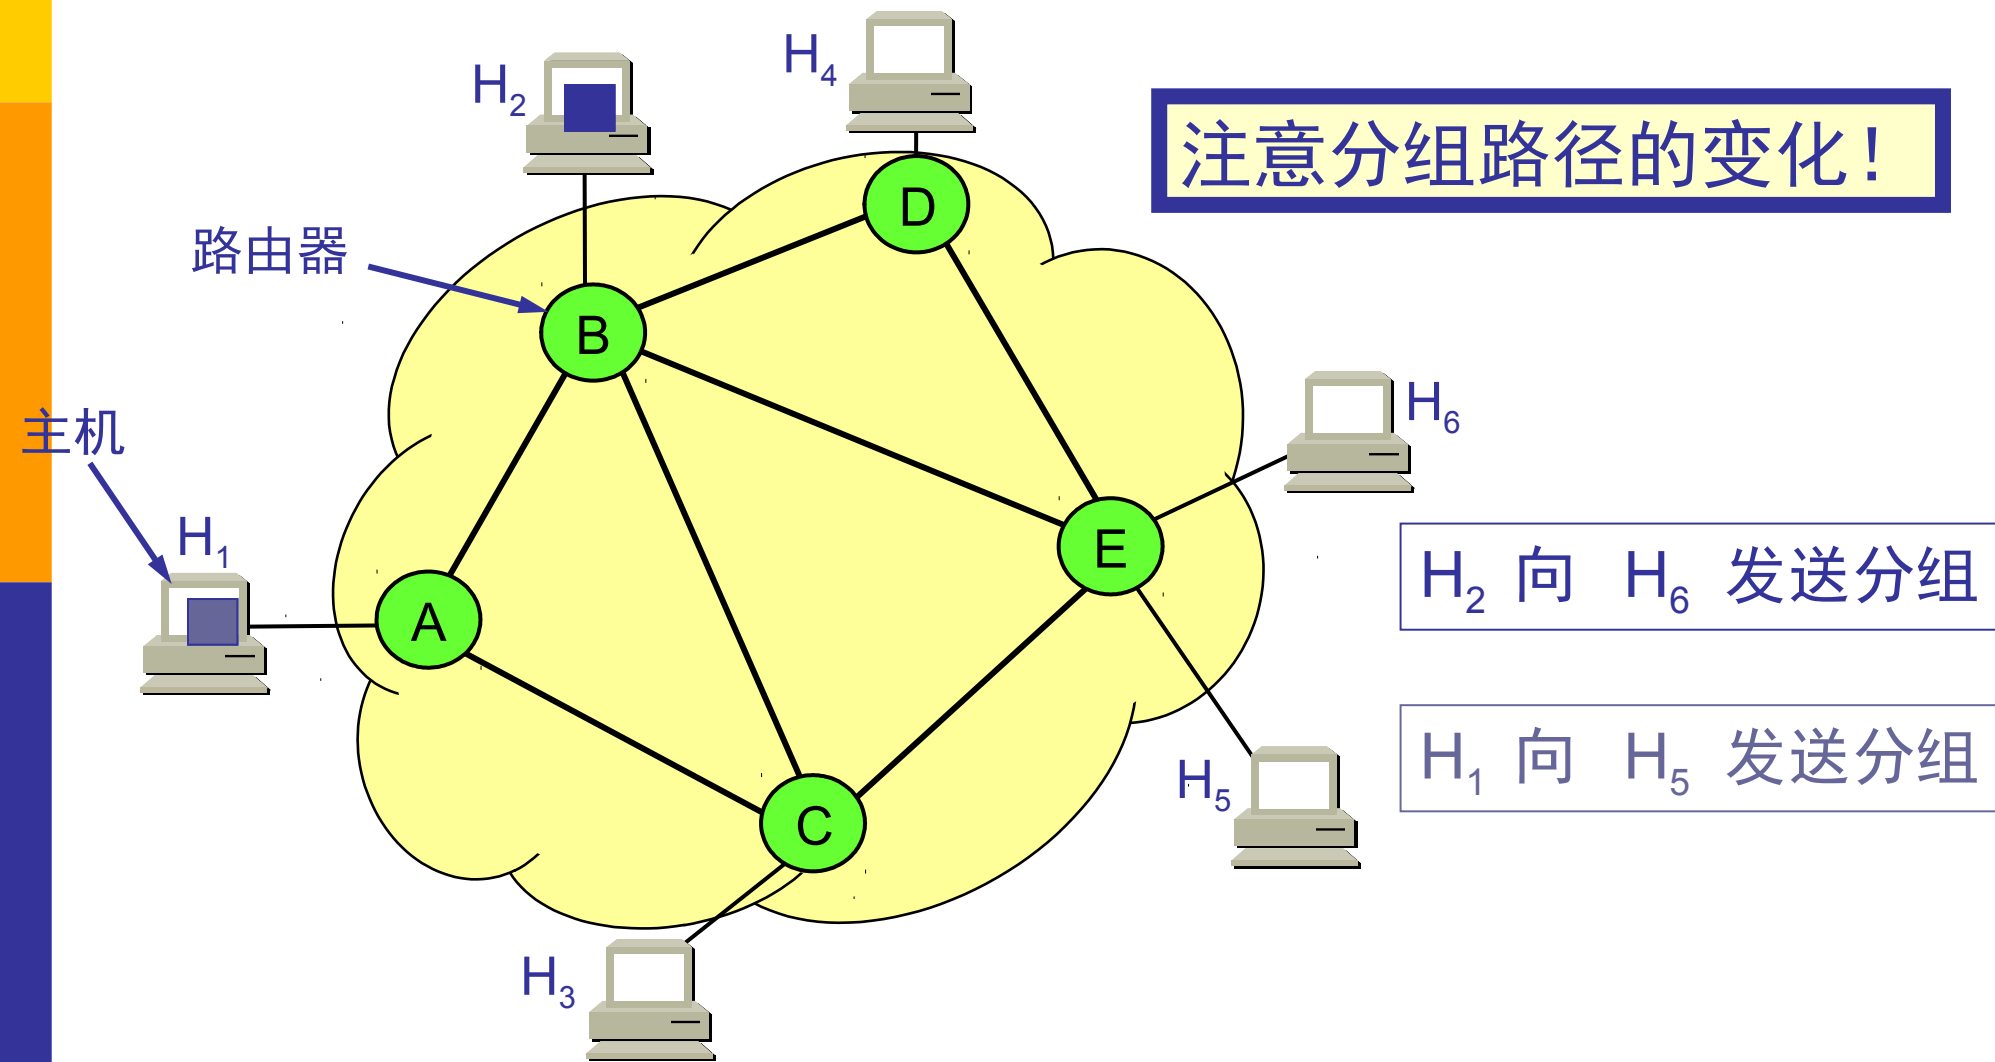 H4
H2
注意分组路径的变化！
D
路由器
B
H6
主机
H1
E
H2 向 H6 发送分组
A
H1 向 H5 发送分组
H5
C
H3